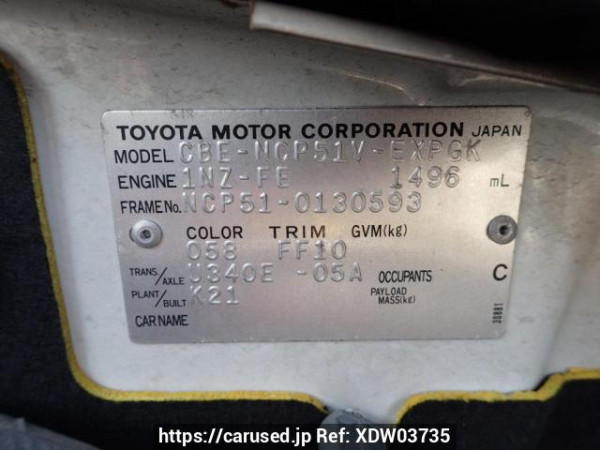 TOYOTA MOTOR CORPORATION JAPAN
MODEL CBE-NCP51V-EXPGK
ENGINE 1NZ-FE 1496 mL
FRAME No. NCP51-0130593
COLOR TRIM GVM(kg)
058 FF10
TRANS/AXLE U340E -05A OCCUPANTS C
PLANT/BUILT K21 PAYLOAD MASS(kg)
CAR NAME
https://carused.jp Ref: XDW03735